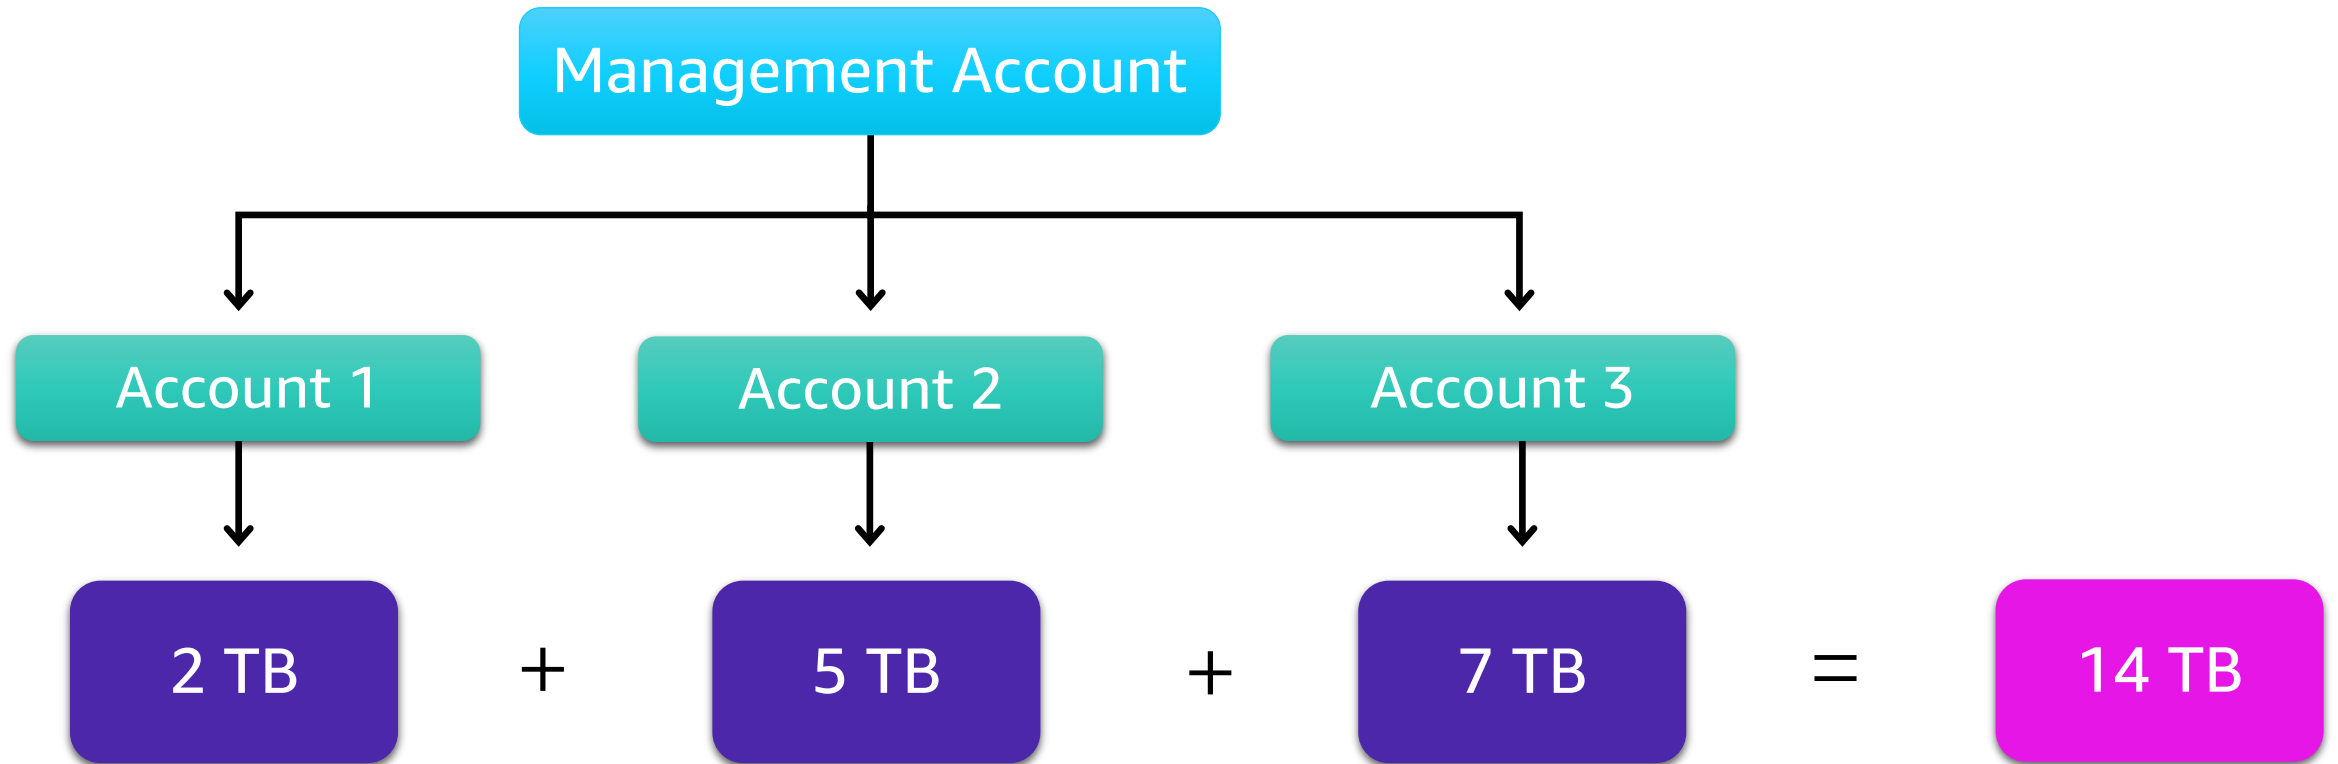 Management Account
Account 1
Account 2
Account 3
2 TB + 5 TB + 7 TB = 14 TB